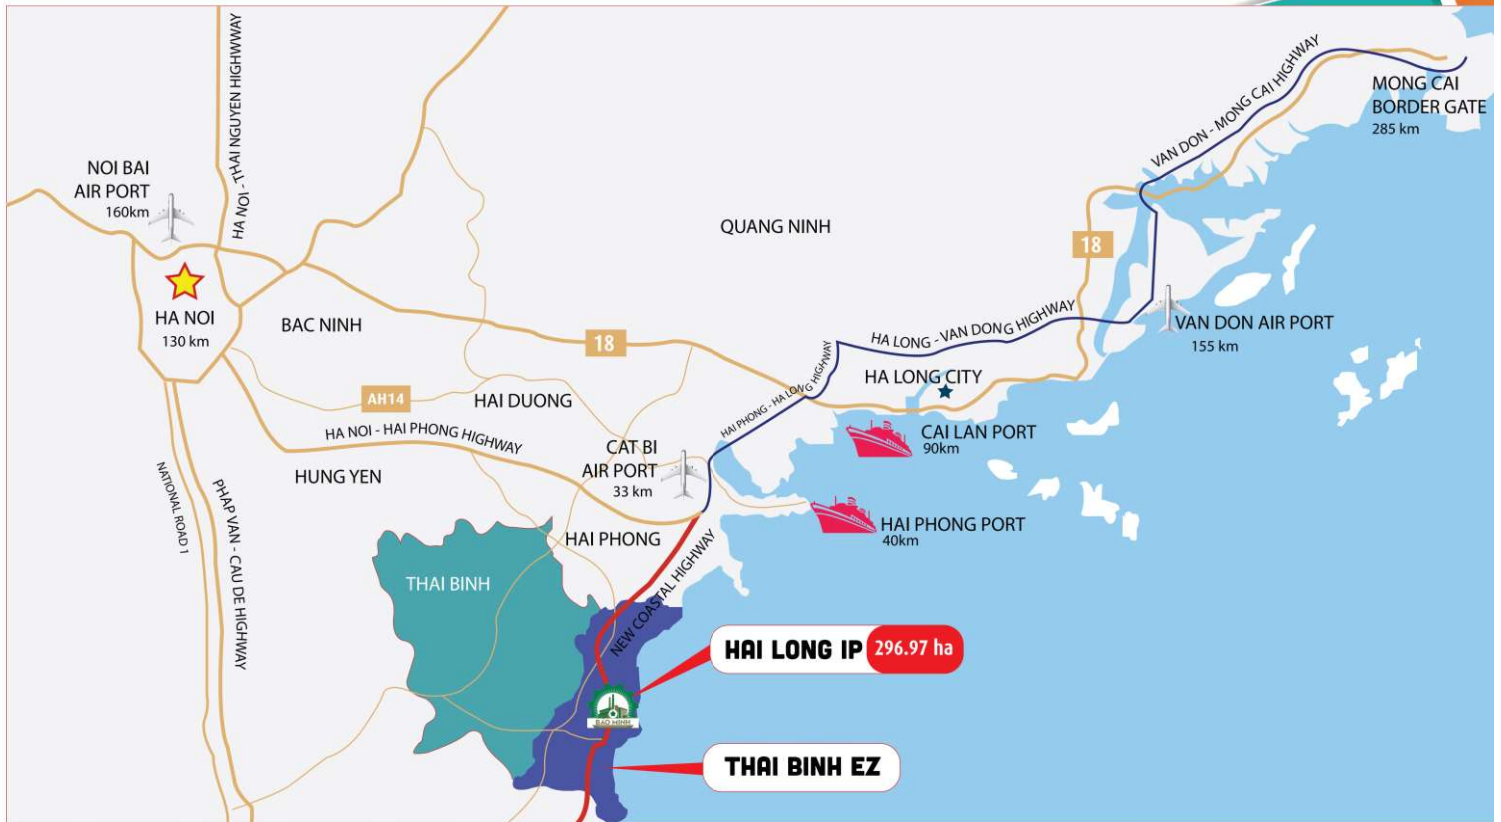 HA NOI - THAI NGUYEN HIGHWWAY
NOI BAI
AIR PORT
160km
HA NOI
130 km
BAC NINH
QUANG NINH
VAN DON - MONG CAI HIGHWAY
MONG CAI
BORDER GATE
285 km
18
18
AH14
HAI DUONG
HA NOI - HAI PHONG HIGHWAY
HUNG YEN
NATIONAL ROAD 1
PHAP VAN - CAU DE HIGHWAY
CAT BI
AIR PORT
33 km
HAI PHONG - HA LONG HIGHWAY
HA LONG - VAN DONG HIGHWAY
VAN DON AIR PORT
155 km
HA LONG CITY
CAI LAN PORT
90km
HAI PHONG PORT
40km
HAI PHONG
NEW COASTAL HIGHWAY
THAI BINH
HAI LONG IP 296.97 ha
BAO MINH
THAI BINH EZ